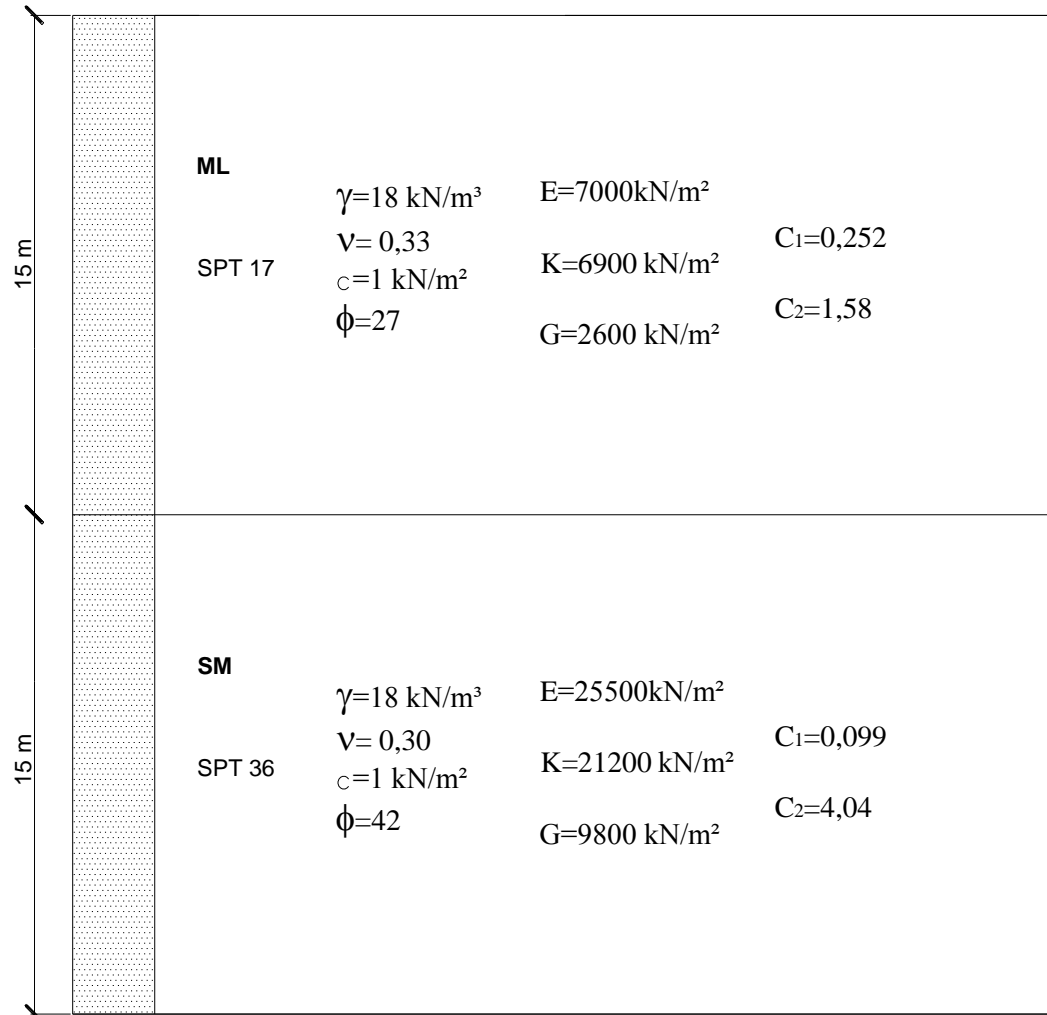 15 m
ML
SPT 17
γ=18 kN/m³
ν= 0,33
c=1 kN/m²
ϕ=27
E=7000kN/m²
K=6900 kN/m²
G=2600 kN/m²
C₁=0,252
C₂=1,58
15 m
SM
SPT 36
γ=18 kN/m³
ν= 0,30
c=1 kN/m²
ϕ=42
E=25500kN/m²
K=21200 kN/m²
G=9800 kN/m²
C₁=0,099
C₂=4,04